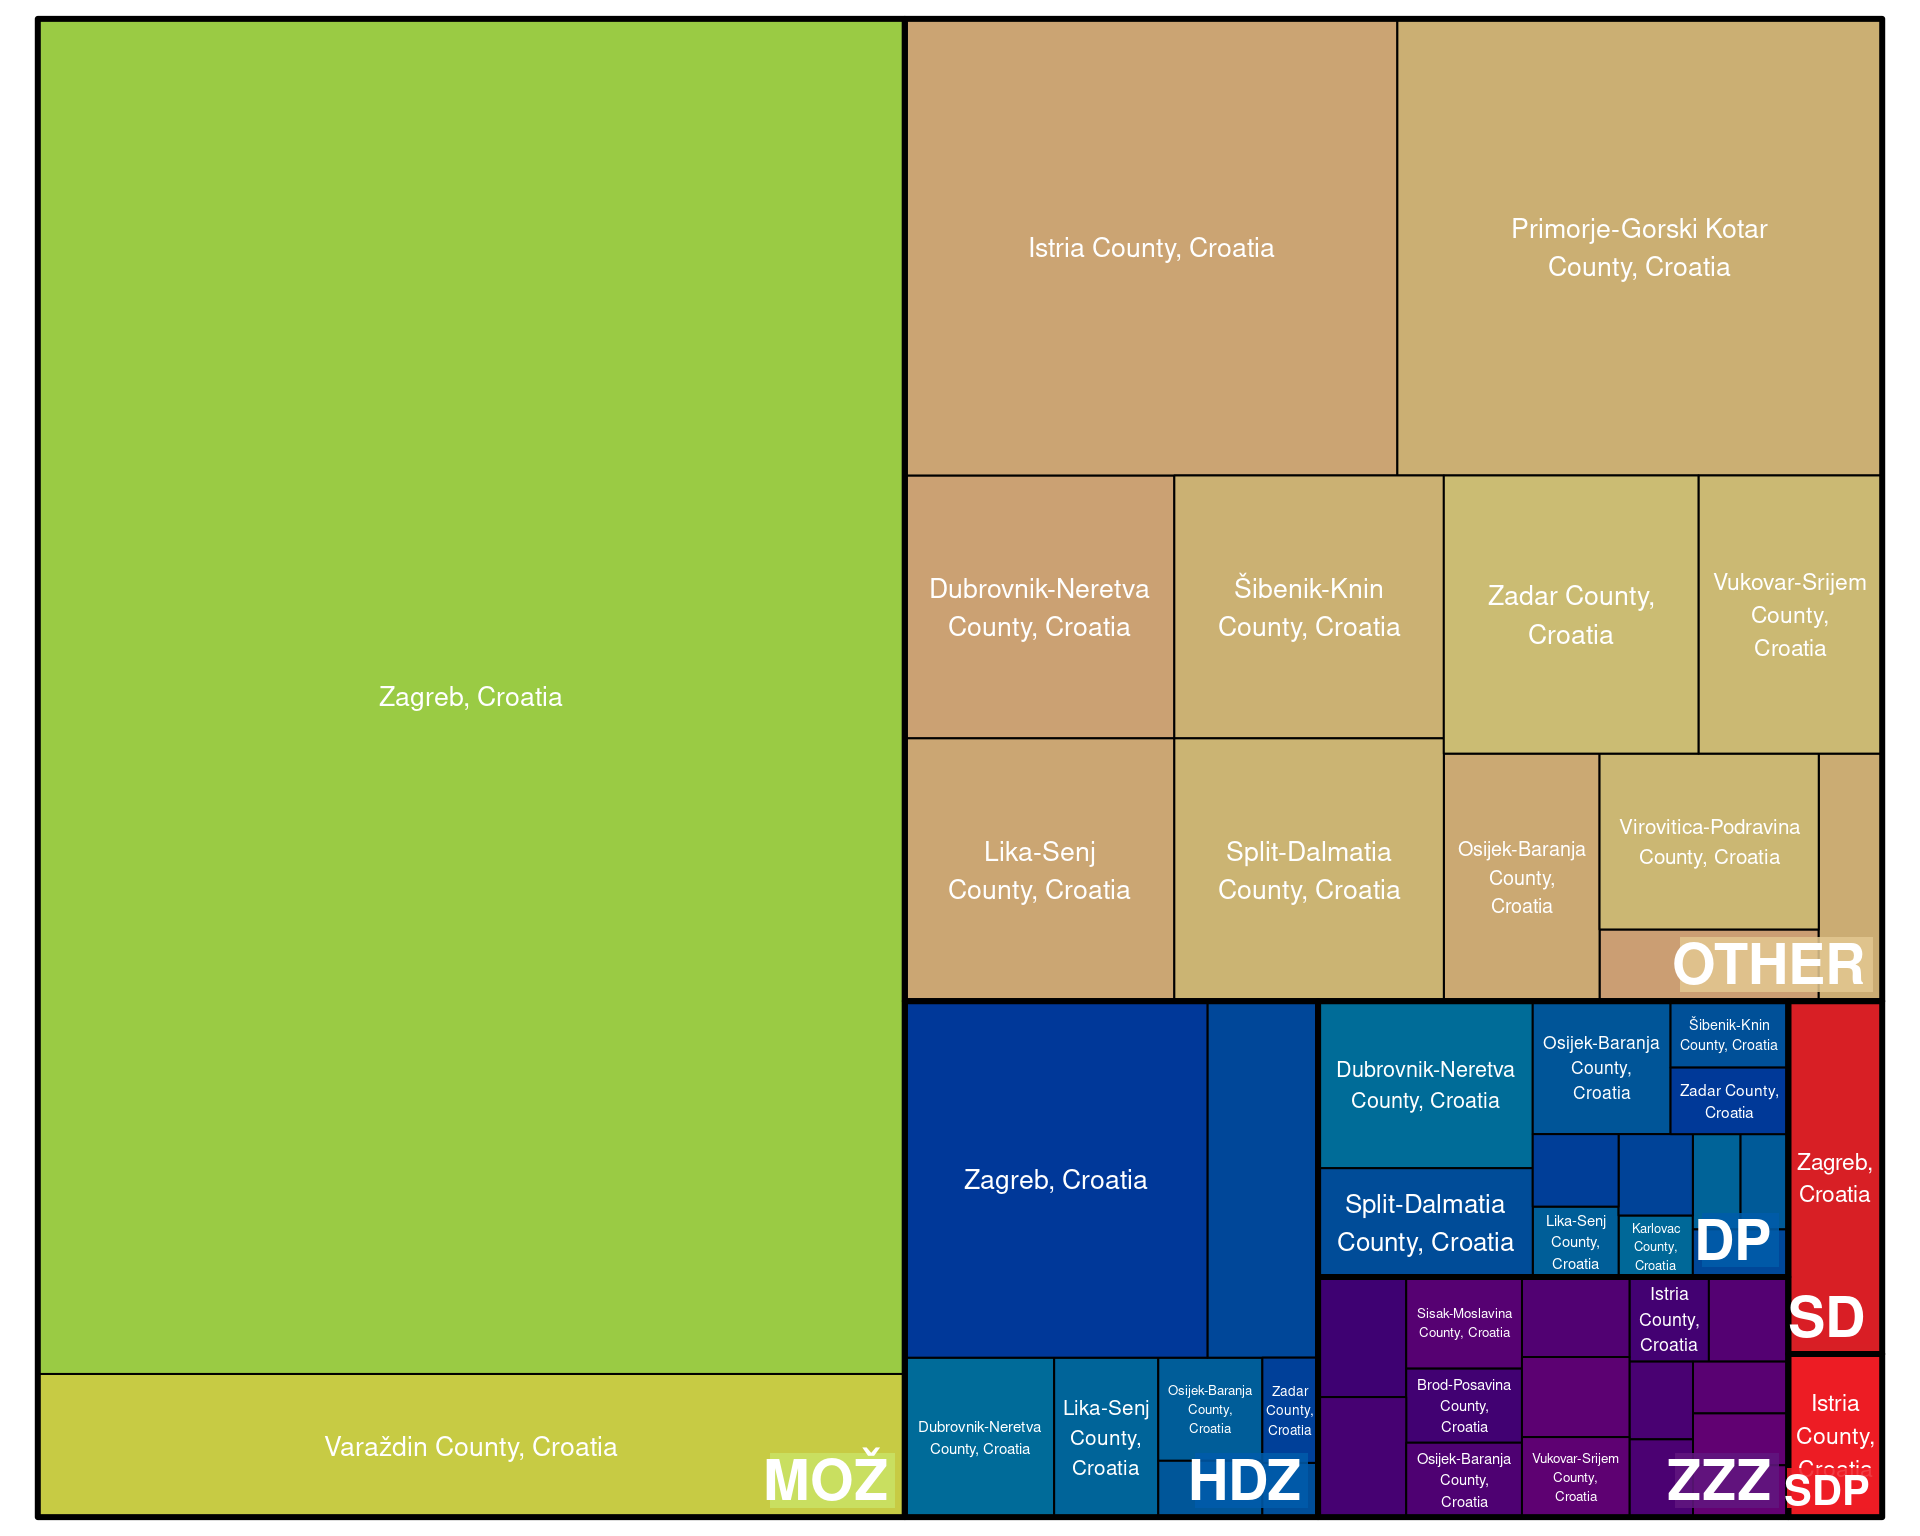 Zagreb, Croatia
Varaždin County, Croatia
MOŽ
Istria County, Croatia
Primorje-Gorski Kotar
County, Croatia
Dubrovnik-Neretva
County, Croatia
Šibenik-Knin
County, Croatia
Zadar County,
Croatia
Vukovar-Srijem
County,
Croatia
Lika-Senj
County, Croatia
Split-Dalmatia
County, Croatia
Osijek-Baranja
County,
Croatia
Virovitica-Podravina
County, Croatia
OTHER
Zagreb, Croatia
Dubrovnik-Neretva
County, Croatia
Lika-Senj
County,
Croatia
Osijek-Baranja
County,
Croatia
Zadar
County,
Croatia
HDZ
Dubrovnik-Neretva
County, Croatia
Split-Dalmatia
County, Croatia
Osijek-Baranja
County,
Croatia
Šibenik-Knin
County, Croatia
Zadar County,
Croatia
Lika-Senj
County,
Croatia
Karlovac
County,
Croatia
DP
Sisak-Moslavina
County, Croatia
Brod-Posavina
County,
Croatia
Osijek-Baranja
County,
Croatia
Vukovar-Srijem
County,
Croatia
Istria
County,
Croatia
ZZZ
Zagreb,
Croatia
SD
Istria
County,
Croatia
SDP